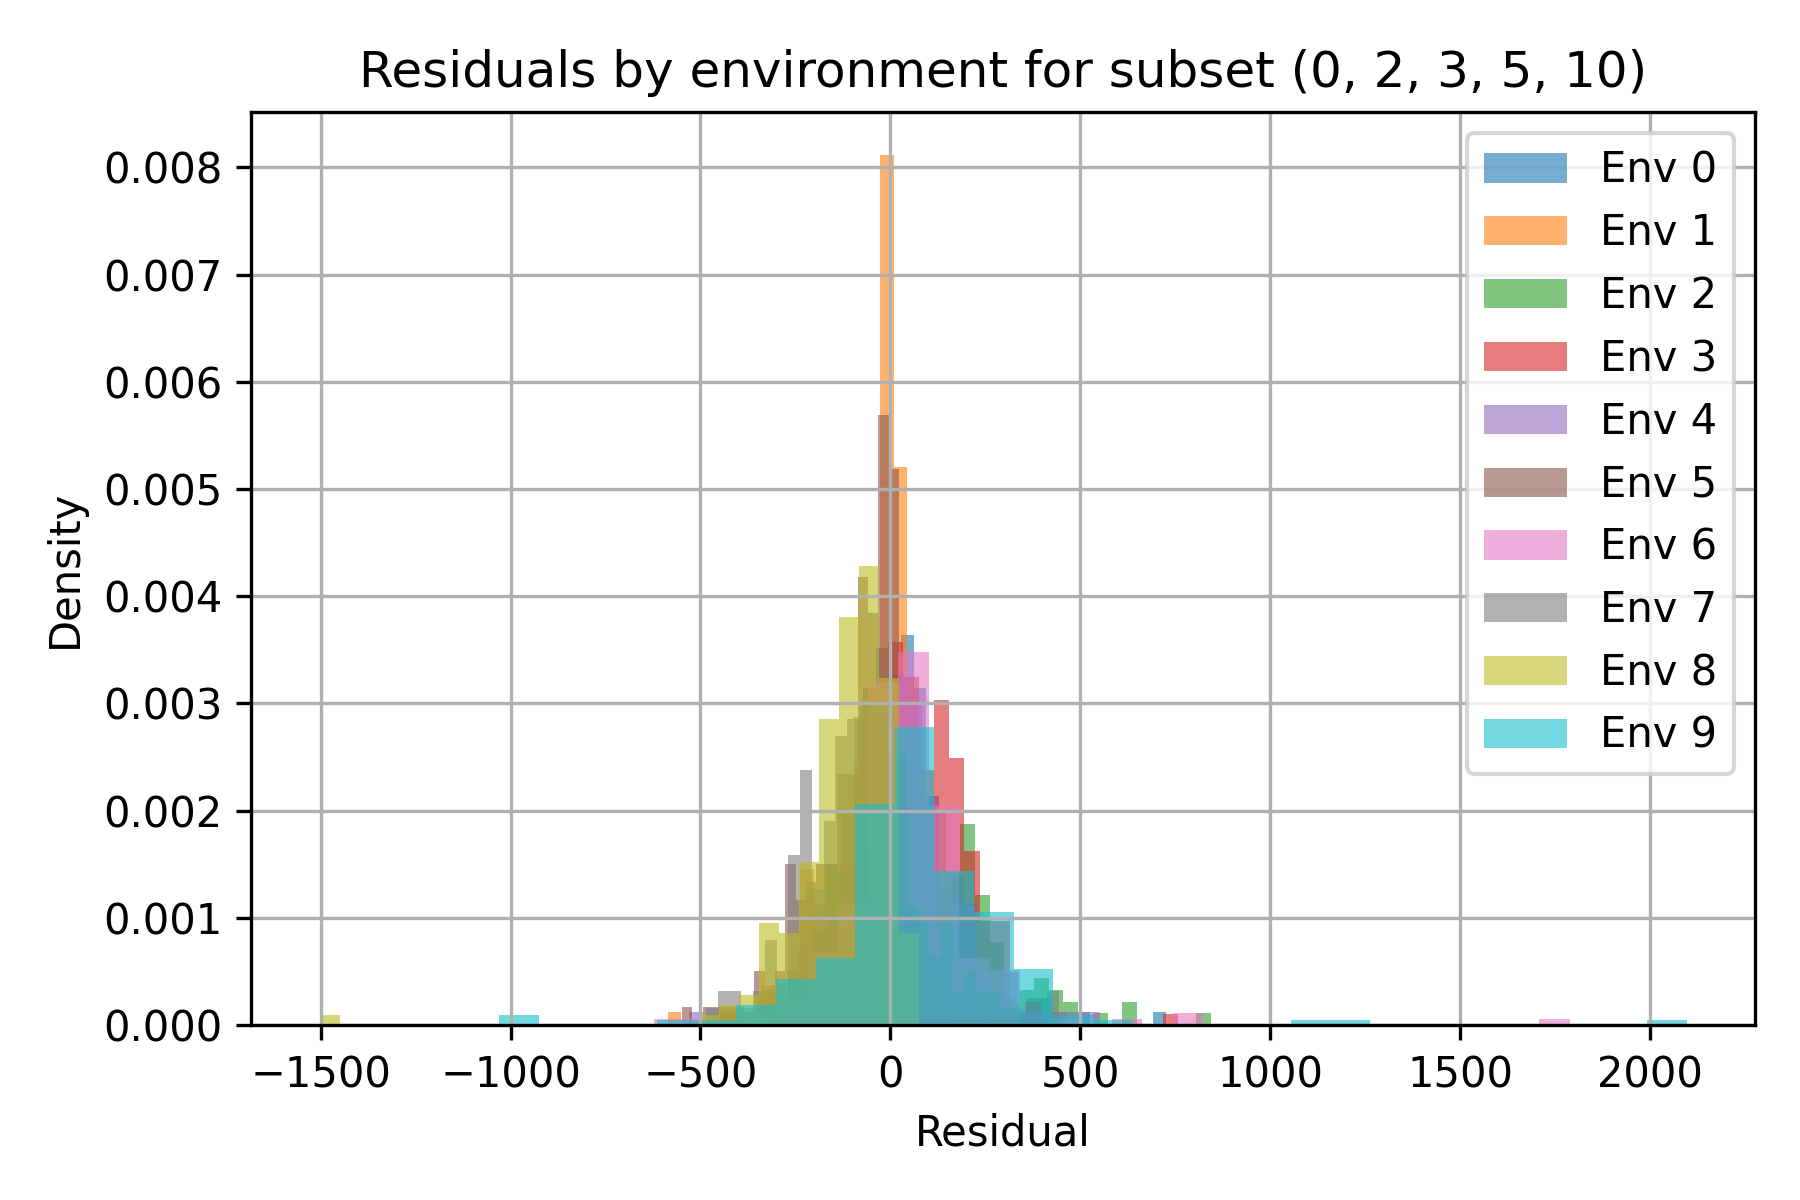 Residuals by environment for subset (0, 2, 3, 5, 10)
Density
0.008
0.007
0.006
0.005
0.004
0.003
0.002
0.001
0.000
−1500 −1000 −500 0 500 1000 1500 2000
Residual
Env 0
Env 1
Env 2
Env 3
Env 4
Env 5
Env 6
Env 7
Env 8
Env 9